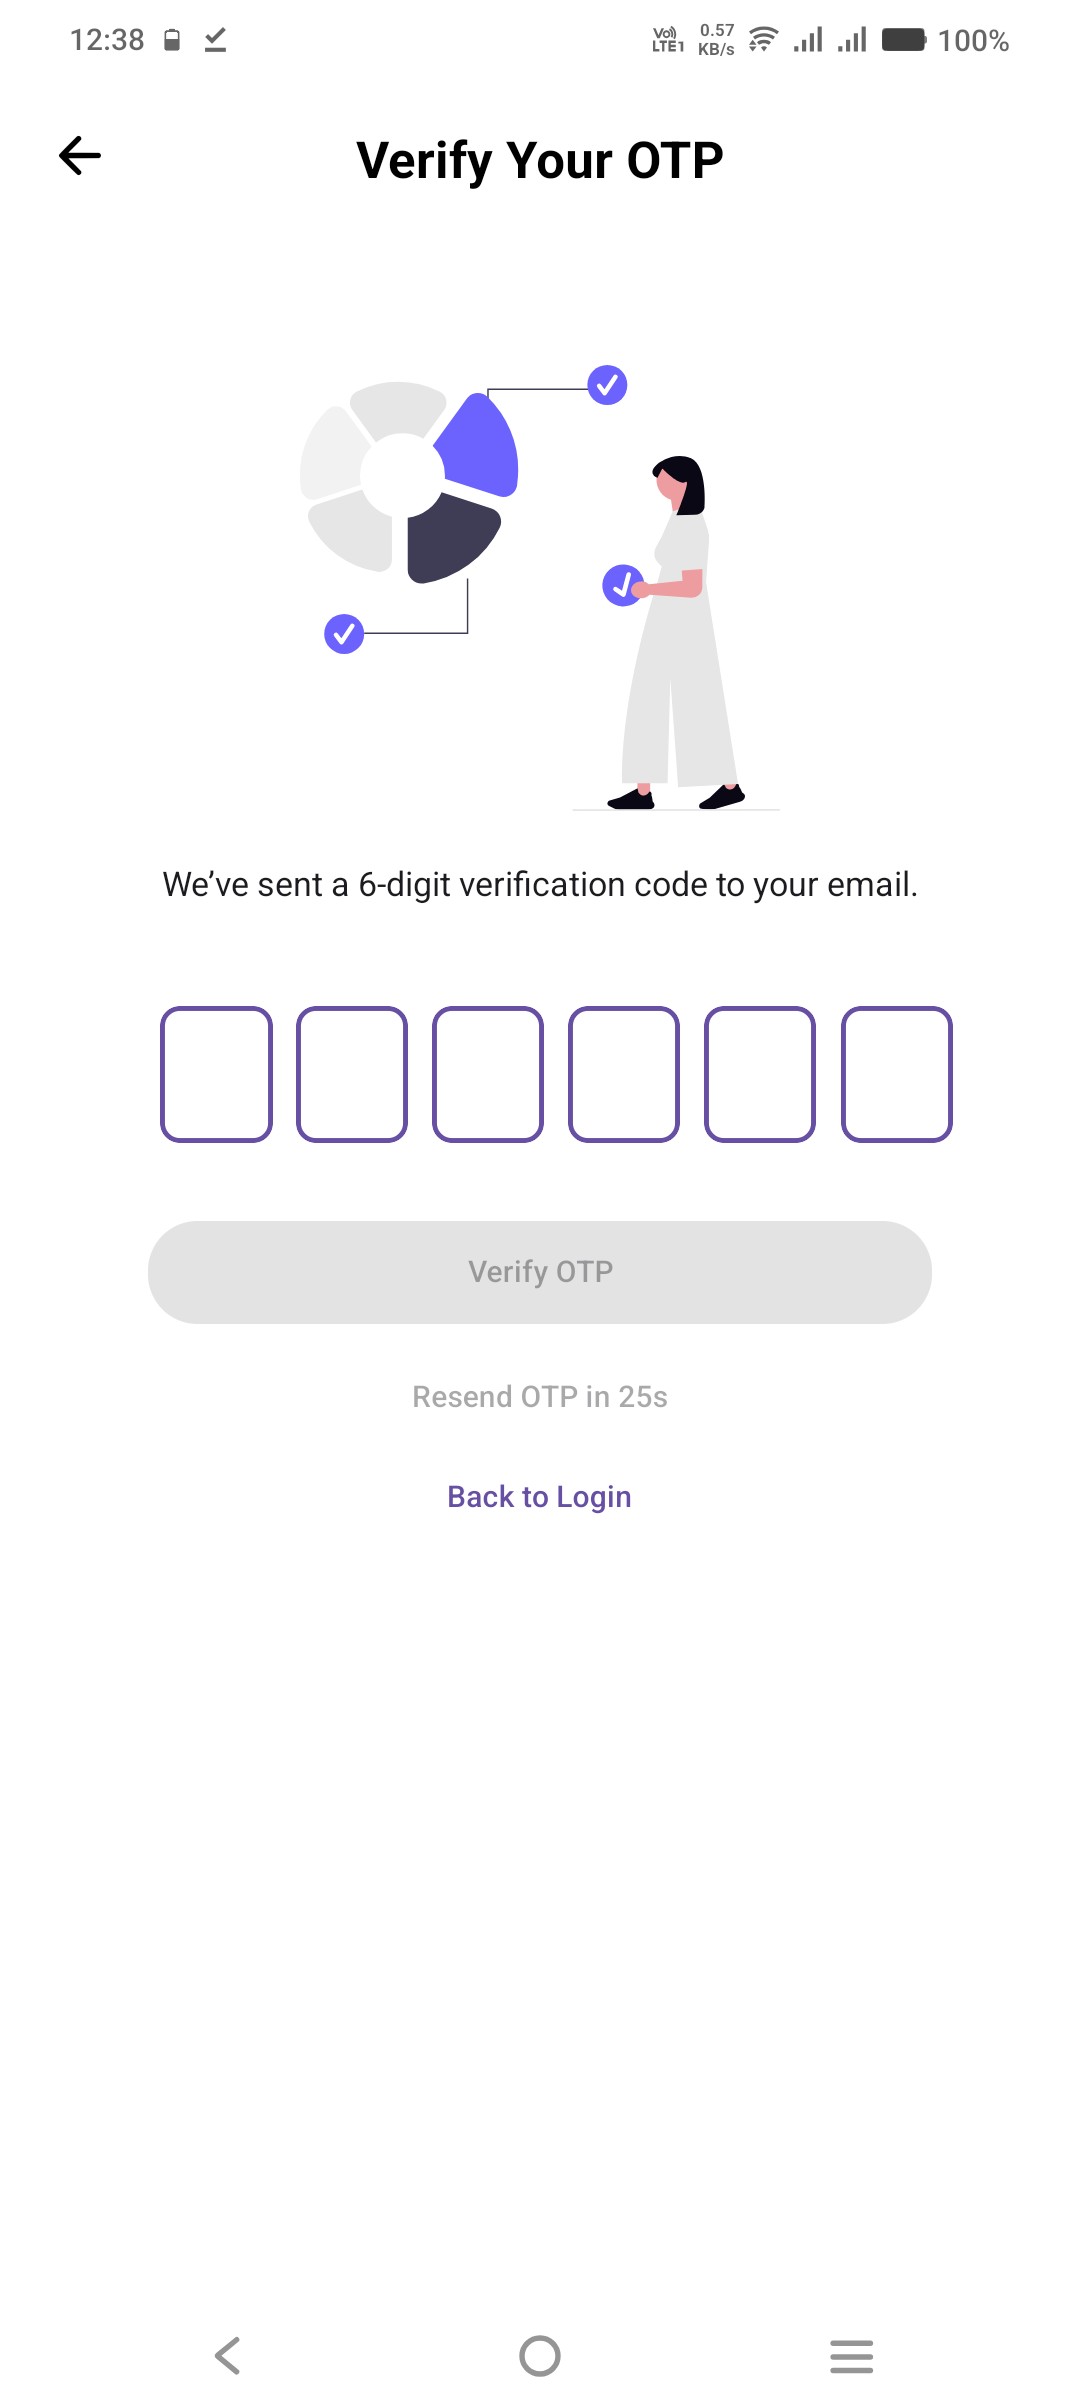 12:38
Vo)) 0.57
LTE1 KB/s
100%
Verify Your OTP
We’ve sent a 6-digit verification code to your email.
Verify OTP
Resend OTP in 25s
Back to Login